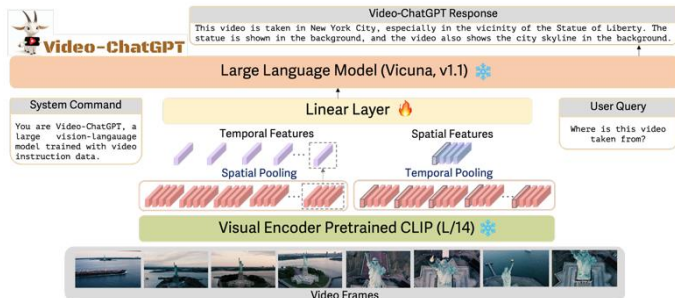 Video-ChatGPT Response
This video is taken in New York City, especially in the vicinity of the Statue of Liberty. The
statue is shown in the background, and the video also shows the city skyline in the background.
Video-ChatGPT
Large Language Model (Vicuna, v1.1)
System Command
You are Video-ChatGPT, a
large vision-langauage
model trained with video
instruction data.
Linear Layer
User Query
Where is this video
taken from?
Temporal Features
Spatial Features
Spatial Pooling
Temporal Pooling
Visual Encoder Pretrained CLIP (L/14)
Video Frames